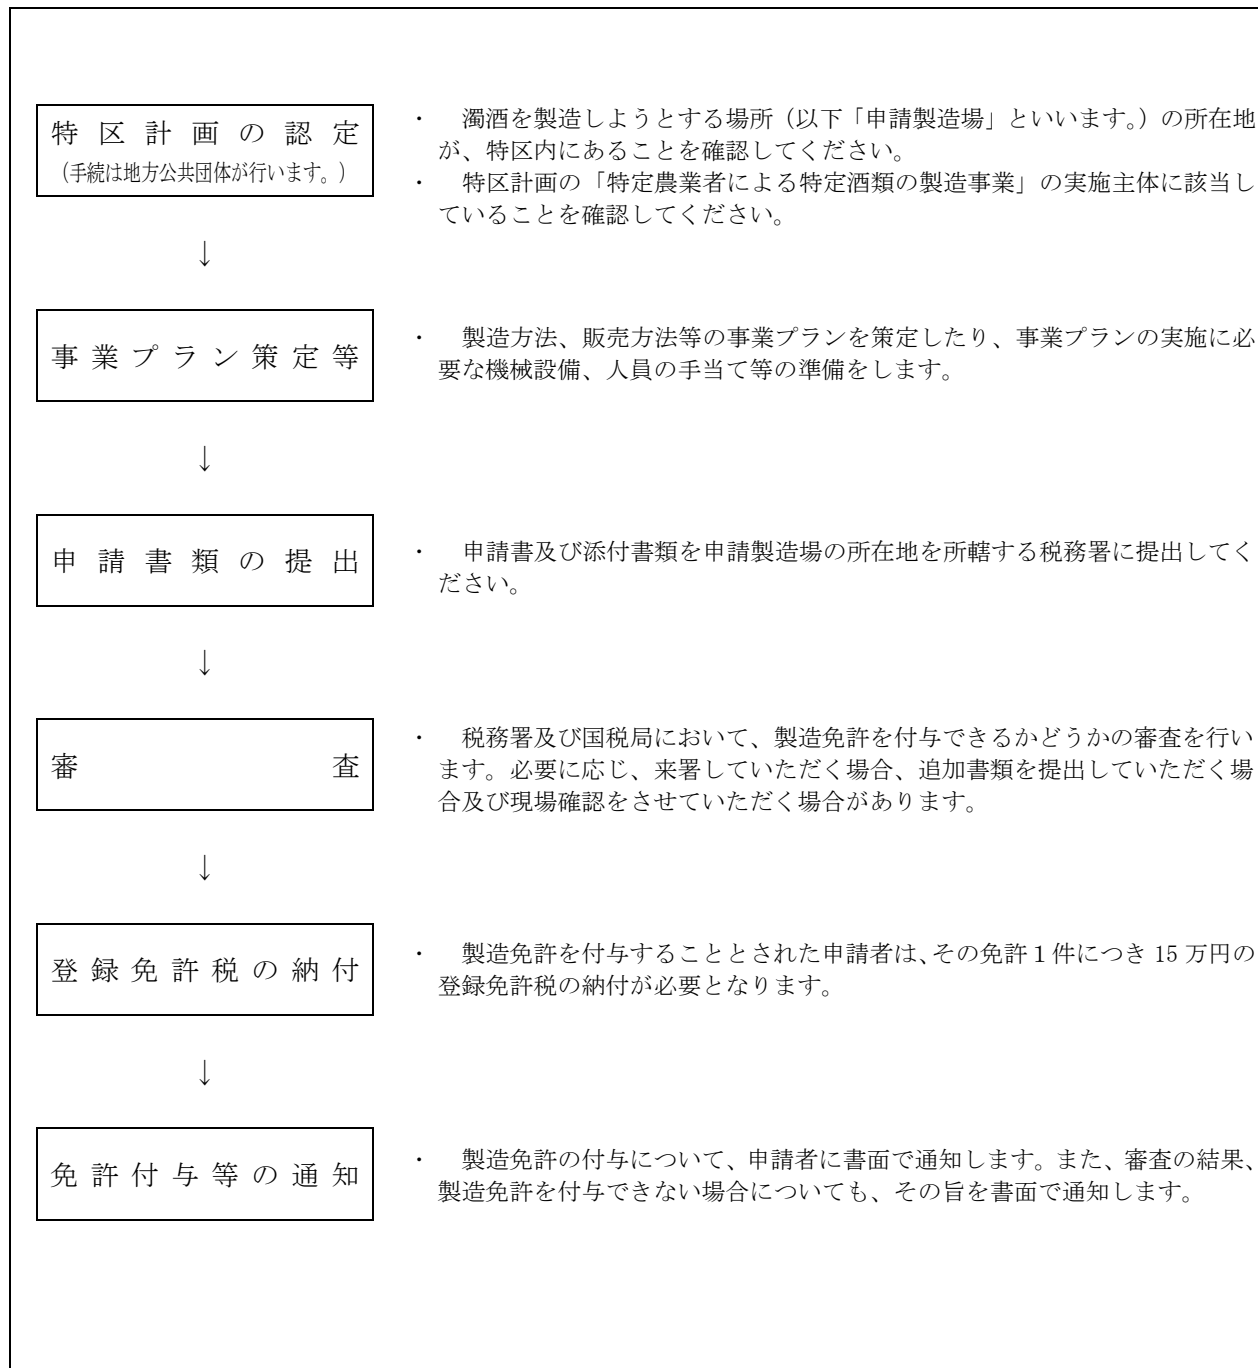 特区計画の認定
（手続は地方公共団体が行います。）
・　濁酒を製造しようとする場所（以下「申請製造場」といいます。）の所在地
が、特区内にあることを確認してください。
・　特区計画の「特定農業者による特定酒類の製造事業」の実施主体に該当し
ていることを確認してください。
↓
事業プラン策定等
・　製造方法、販売方法等の事業プランを策定したり、事業プランの実施に必
要な機械設備、人員の手当て等の準備をします。
↓
申請書類の提出
・　申請書及び添付書類を申請製造場の所在地を所轄する税務署に提出してく
ださい。
↓
審査
・　税務署及び国税局において、製造免許を付与できるかどうかの審査を行い
ます。必要に応じ、来署していただく場合、追加書類を提出していただく場
合及び現場確認をさせていただく場合があります。
↓
登録免許税の納付
・　製造免許を付与することとされた申請者は、その免許１件につき 15 万円の
登録免許税の納付が必要となります。
↓
免許付与等の通知
・　製造免許の付与について、申請者に書面で通知します。また、審査の結果、
製造免許を付与できない場合についても、その旨を書面で通知します。